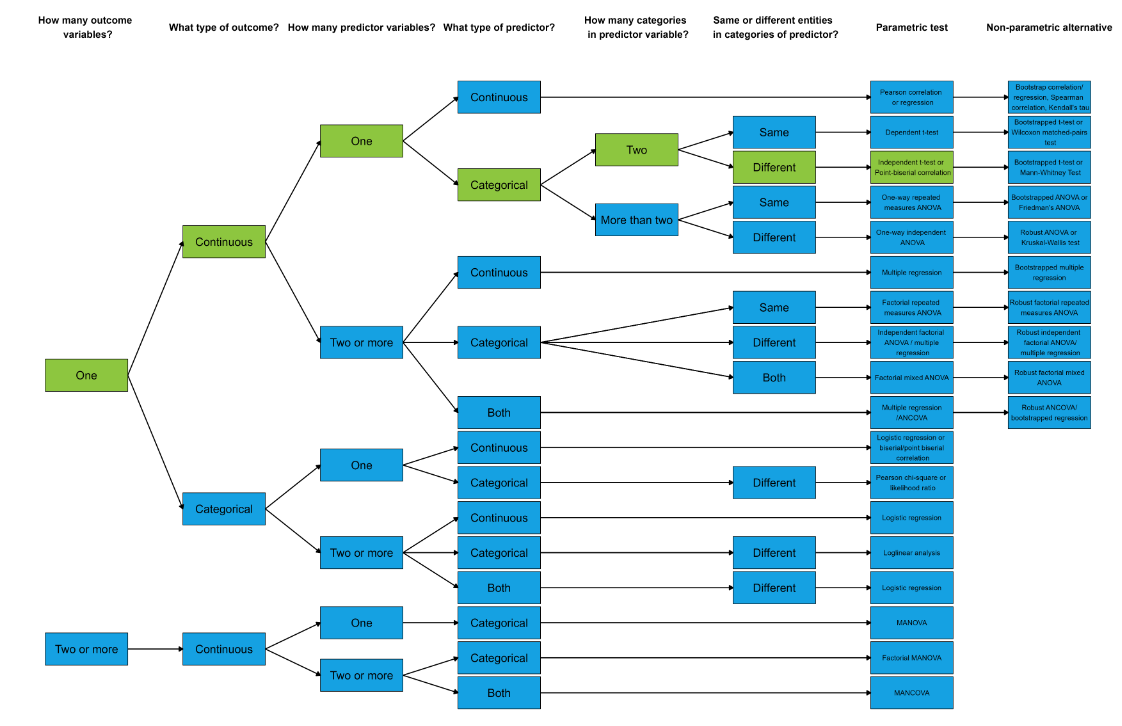 How many outcome
variables?
What type of outcome?
How many predictor variables?
What type of predictor?
How many categories
in predictor variable?
Same or different entities
in categories of predictor?
Parametric test
Non-parametric alternative
Continuous
Pearson correlation
or regression
Bootstrap correlation/
regression, Spearman
correlation, Kendall's tau
One
Two
Same
Dependent t-test
Bootstrapped t-test or
Wilcoxon matched-pairs
test
Categorical
Different
Independent t-test or
Point-biserial correlation
Bootstrapped t-test or
Mann-Whitney Test
More than two
Same
One-way repeated
measures ANOVA
Bootstrapped ANOVA or
Friedman's ANOVA
Continuous
Different
One-way independent
ANOVA
Robust ANOVA or
Kruskal-Wallis test
Continuous
Multiple regression
Bootstrapped multiple
regression
Same
Factorial repeated
measures ANOVA
Robust factorial repeated
measures ANOVA
Two or more
Categorical
Different
Independent factorial
ANOVA / multiple
regression
Robust independent
factorial ANOVA/
multiple regression
One
Both
Factorial mixed ANOVA
Robust factorial mixed
ANOVA
Both
Multiple regression
/ANCOVA
Robust ANCOVA/
bootstrapped regression
One
Continuous
Logistic regression or
biserial/point biserial
correlation
Categorical
Different
Pearson chi-square or
likelihood ratio
Categorical
Continuous
Logistic regression
Two or more
Categorical
Different
Loglinear analysis
Both
Different
Logistic regression
One
Categorical
MANOVA
Two or more
Continuous
Two or more
Categorical
Factorial MANOVA
Both
MANCOVA